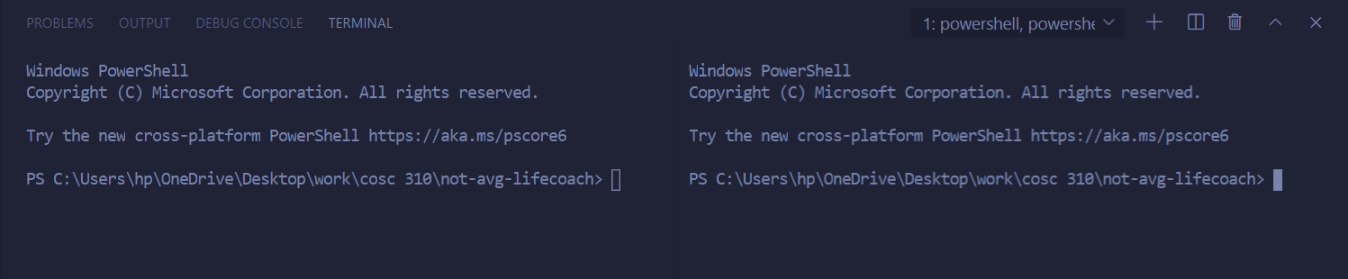 PROBLEMS OUTPUT DEBUG CONSOLE TERMINAL 1: powershell, powershe
Windows PowerShell
Copyright (C) Microsoft Corporation. All rights reserved.
Try the new cross-platform PowerShell https://aka.ms/pscore6
PS C:\Users\hp\OneDrive\Desktop\work\cosc 310\not-avg-lifecoach>
Windows PowerShell
Copyright (C) Microsoft Corporation. All rights reserved.
Try the new cross-platform PowerShell https://aka.ms/pscore6
PS C:\Users\hp\OneDrive\Desktop\work\cosc 310\not-avg-lifecoach>